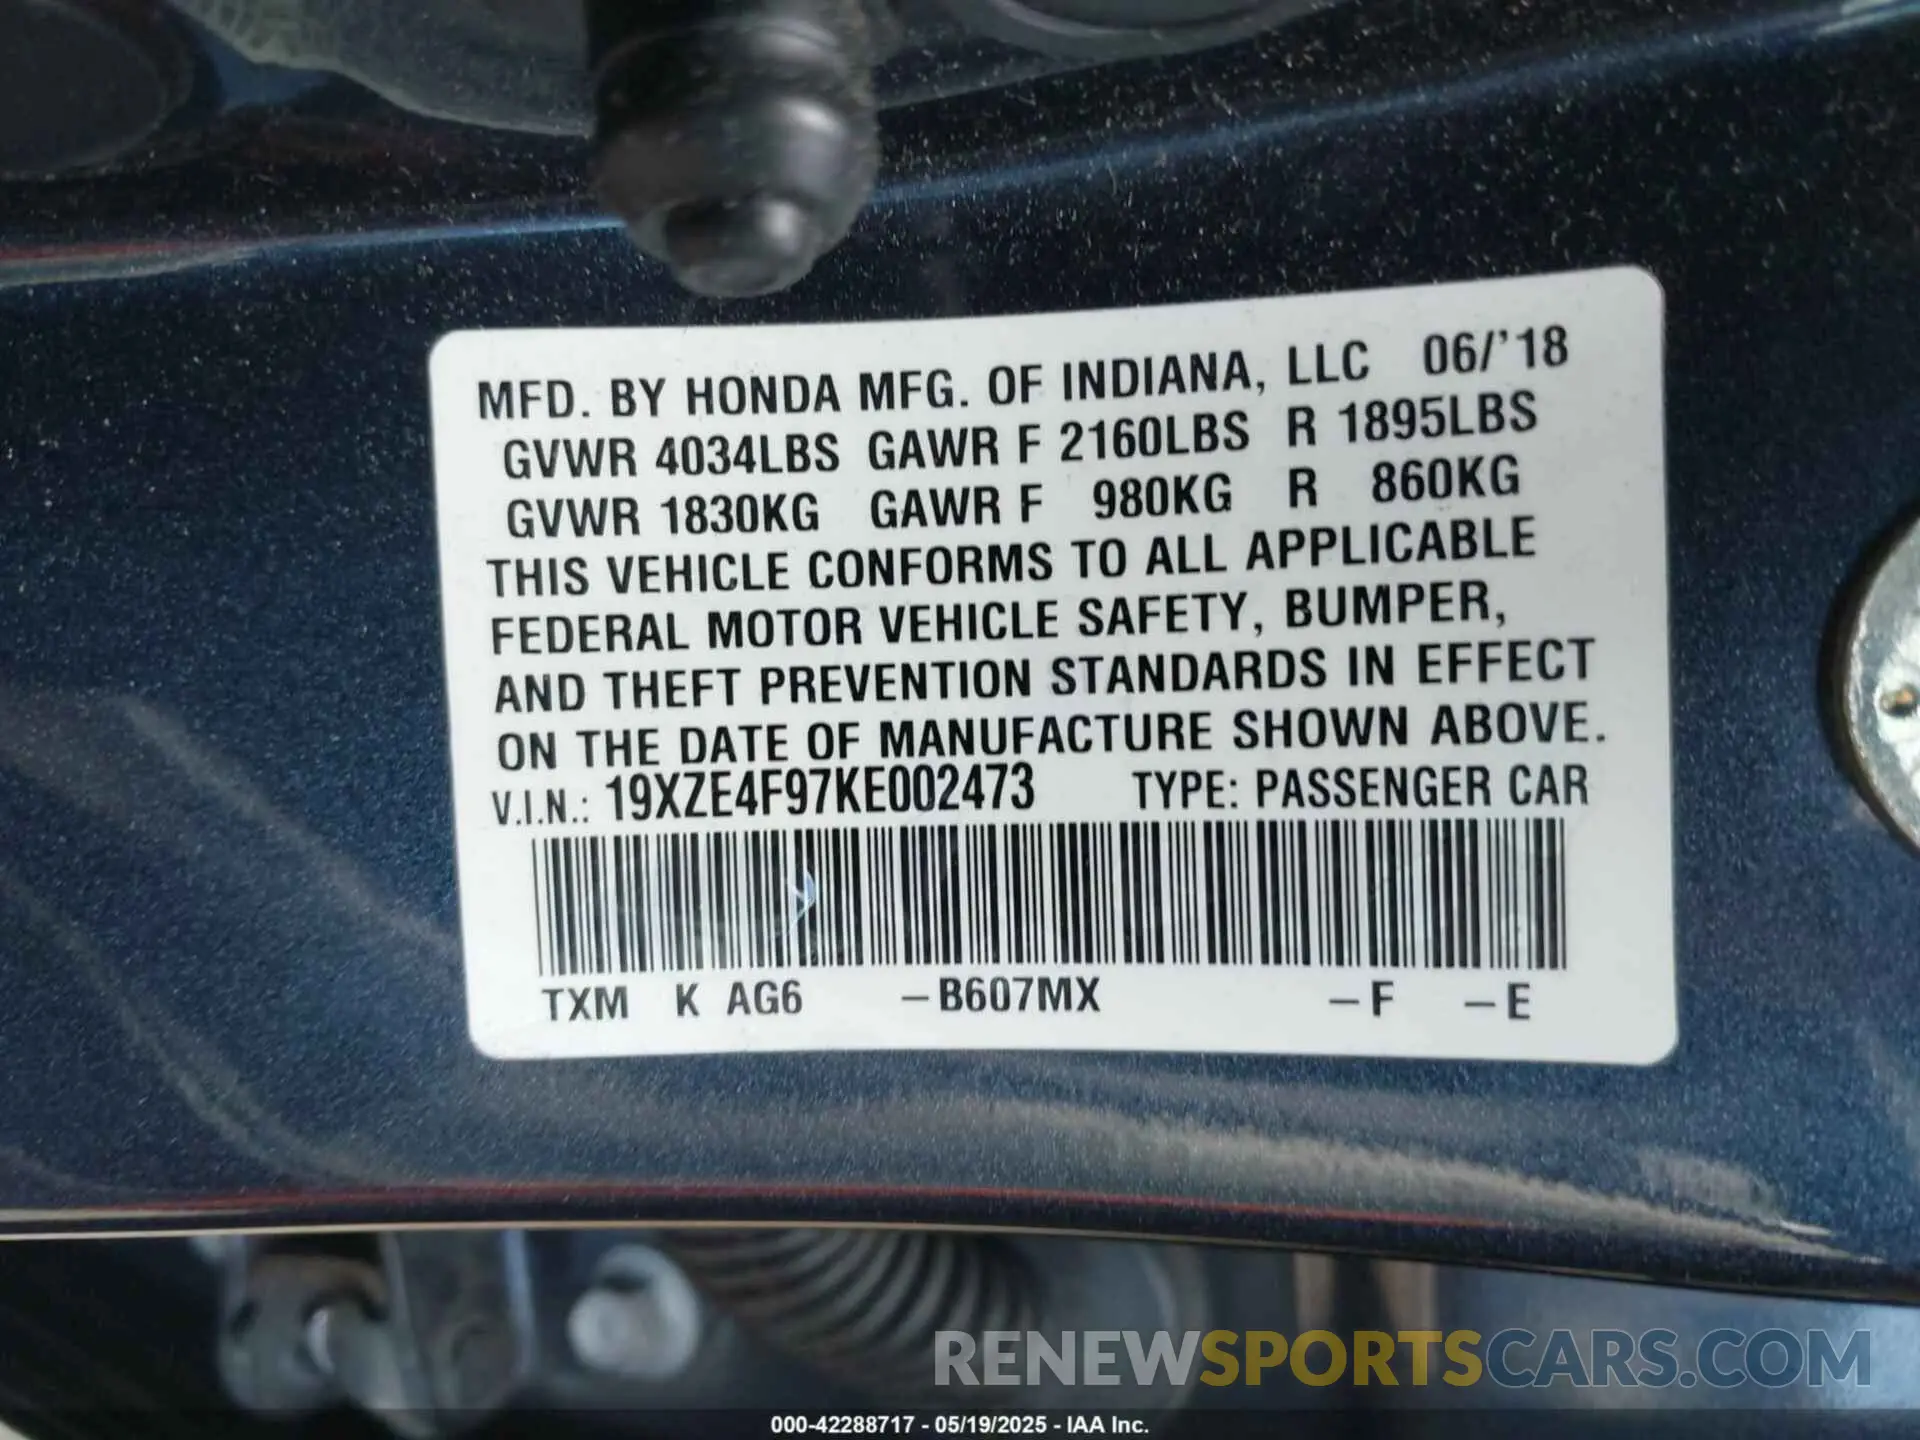 MFD. BY HONDA MFG. OF INDIANA, LLC 06/'18
GVWR 4034LBS GAWR F 2160LBS R 1895LBS
GVWR 1830KG GAWR F 980KG R 860KG
THIS VEHICLE CONFORMS TO ALL APPLICABLE
FEDERAL MOTOR VEHICLE SAFETY, BUMPER,
AND THEFT PREVENTION STANDARDS IN EFFECT
ON THE DATE OF MANUFACTURE SHOWN ABOVE.
V.I.N.: 19XZE4F97KE002473 TYPE: PASSENGER CAR
TXM K AG6 –B607MX –F –E
RENEWSPORTSCARS.COM
000-42288717 - 05/19/2025 - IAA Inc.